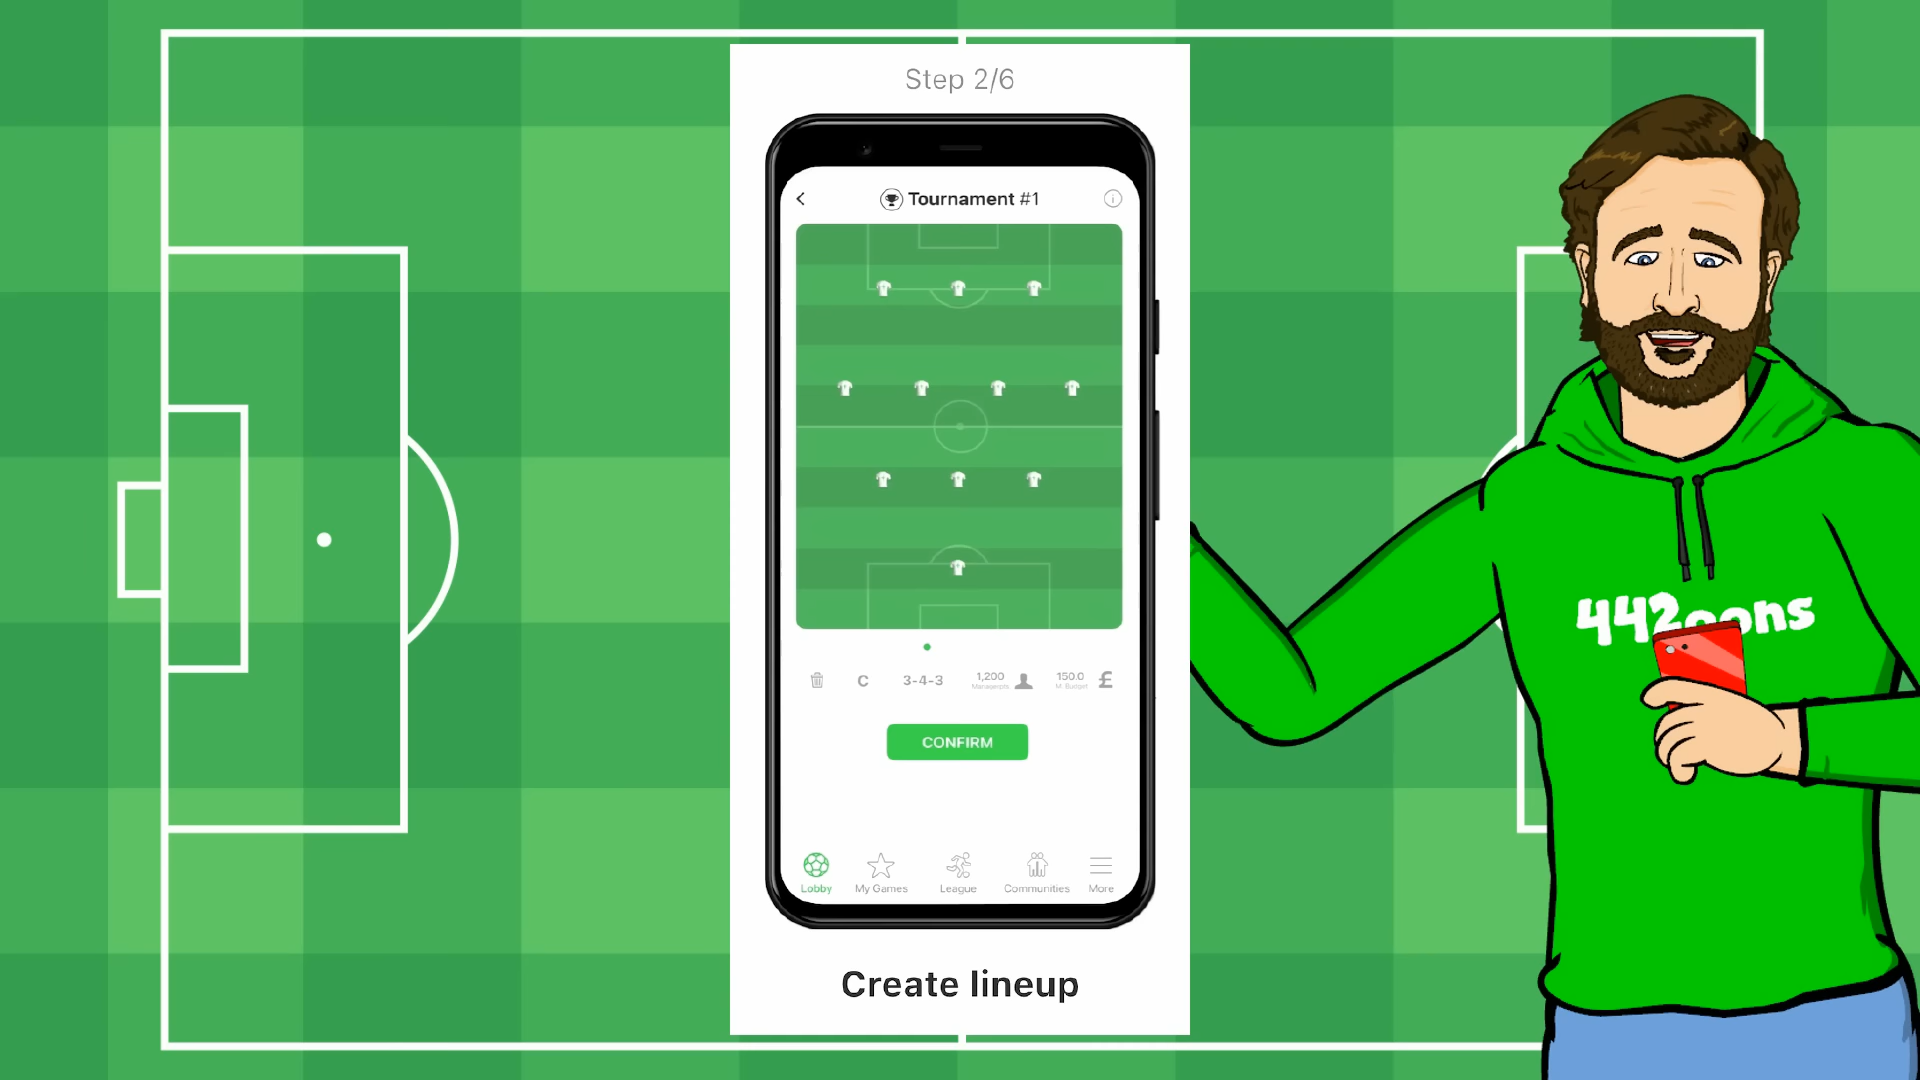 Step 2/6
Tournament #1
C
3-4-3
1,200
150.0
M. Budget
£
CONFIRM
Lobby
My Games
League
Communities
More
Create lineup
442oons